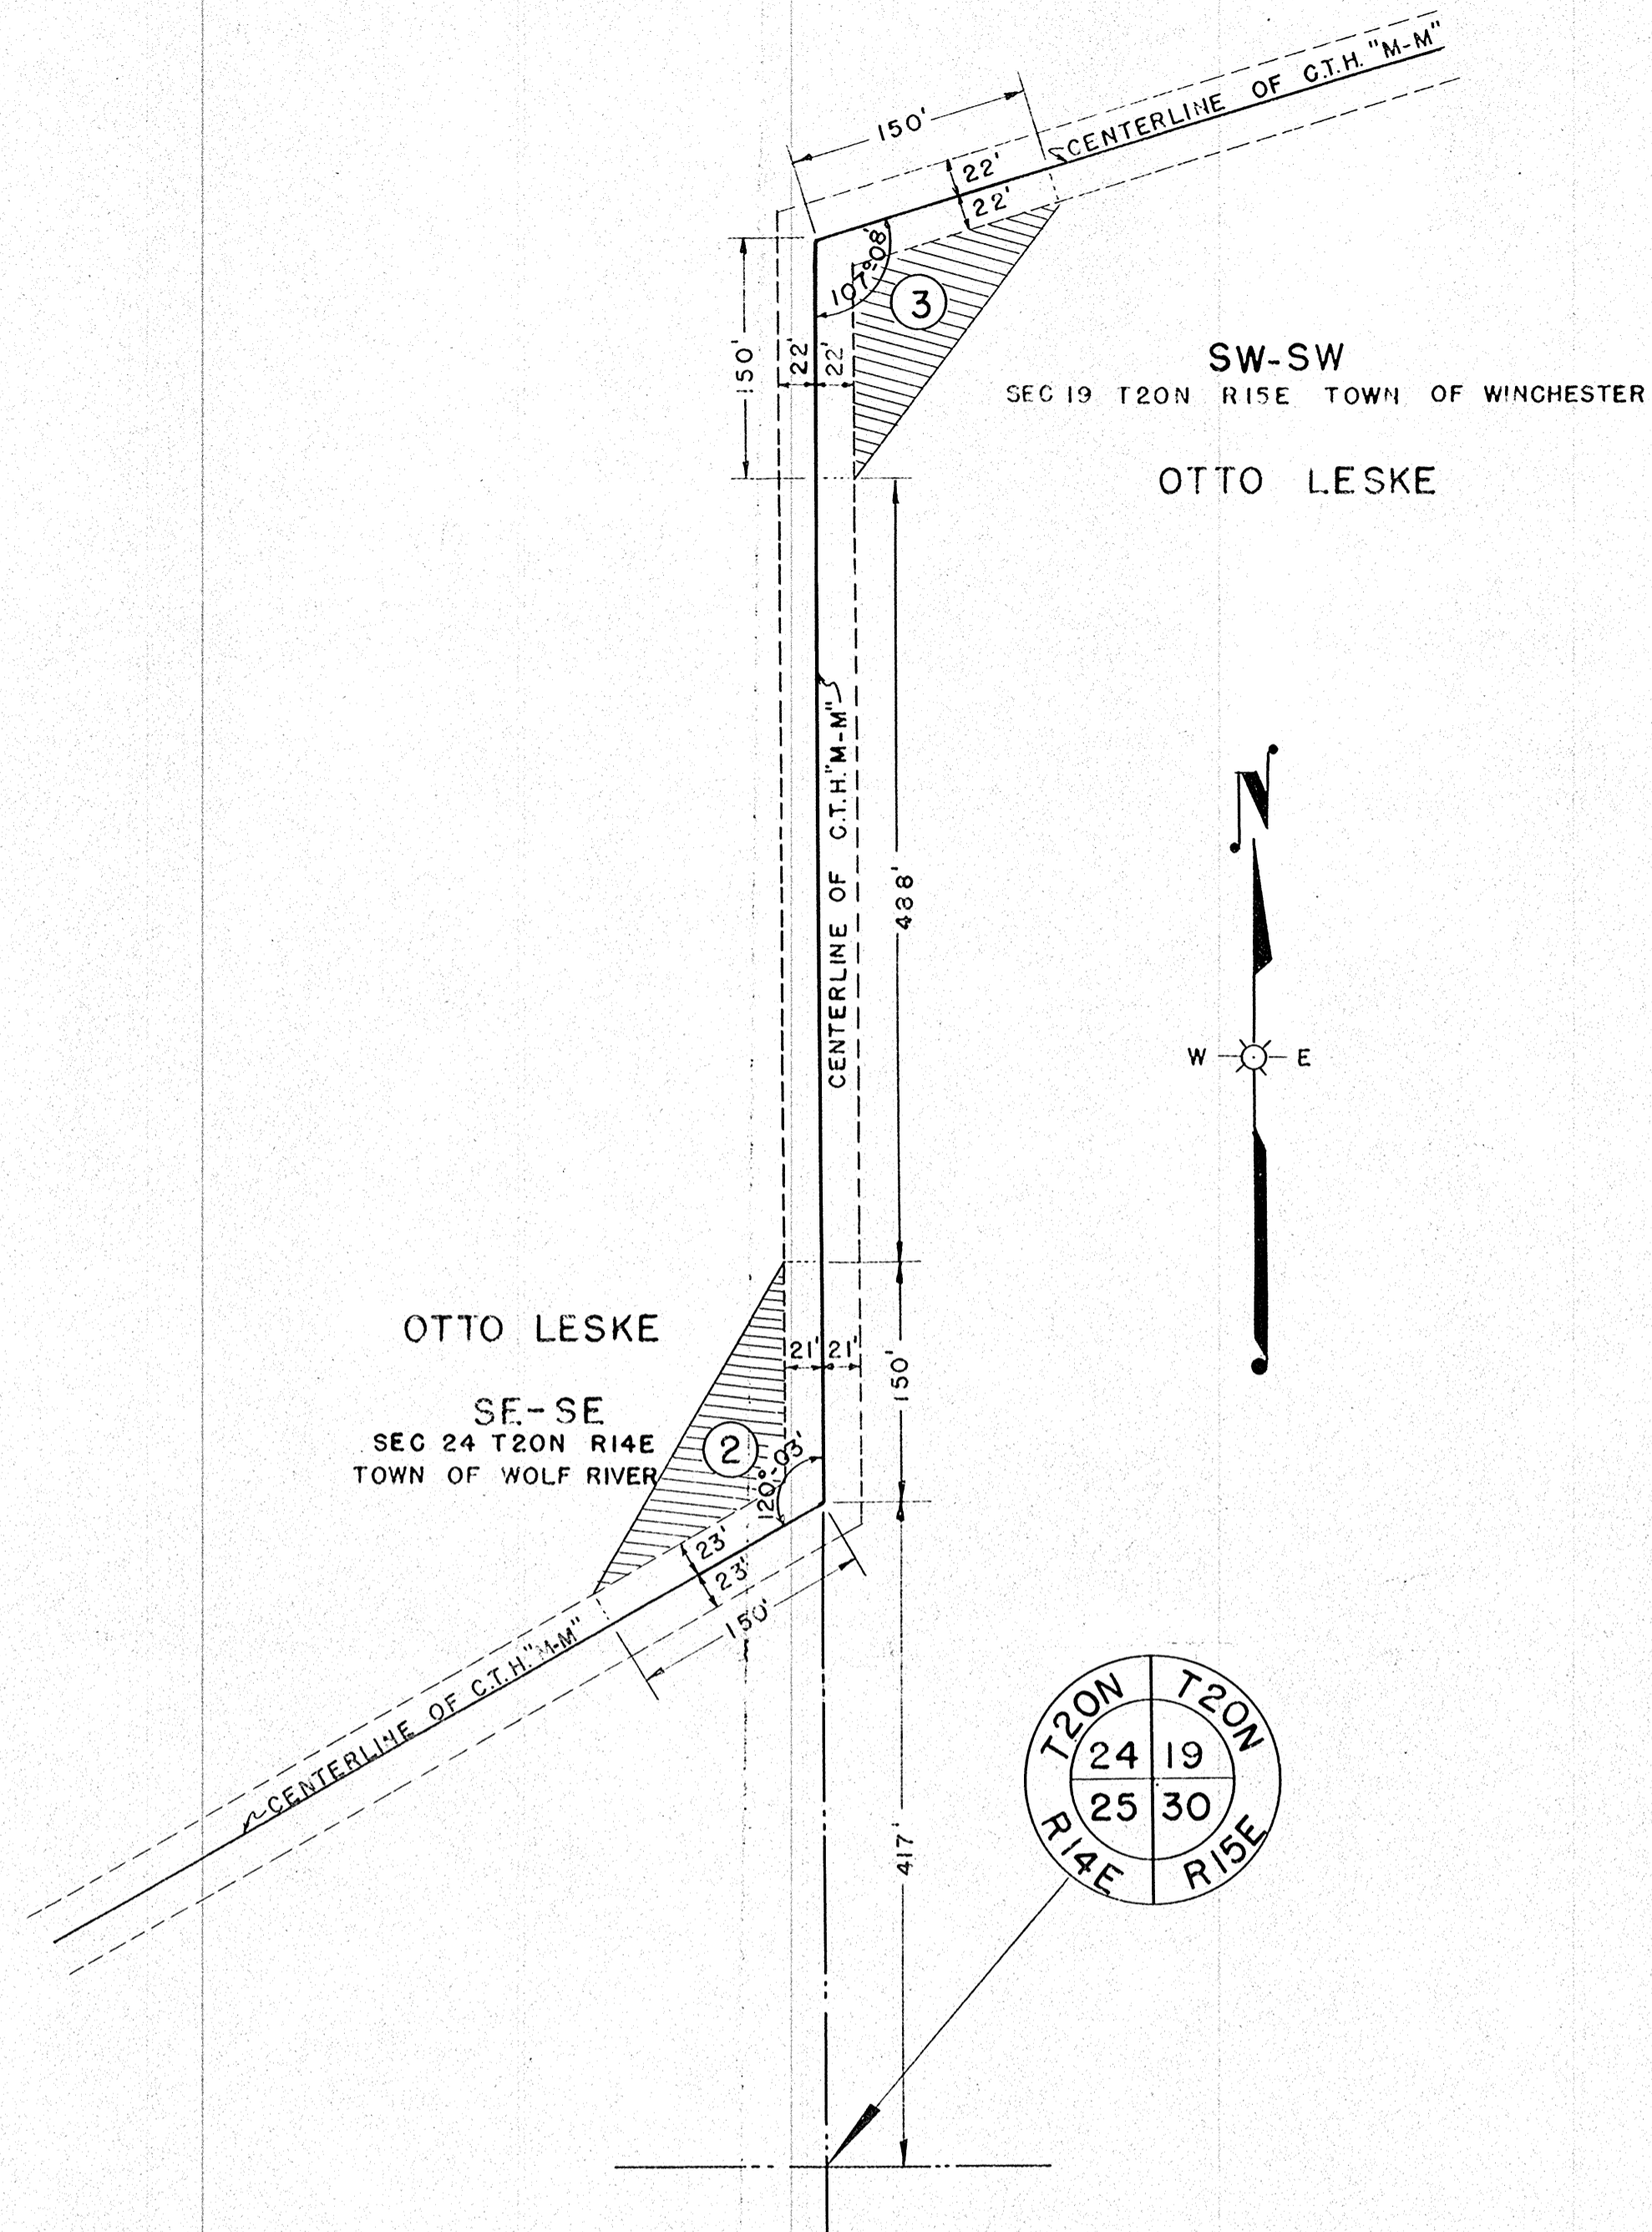 CENTERLINE OF C.T.H. "M-M"
150'
22'
22'
107°-08'
3
150'
22'
22'
SW-SW
SEC 19 T20N R15E TOWN OF WINCHESTER
OTTO LESKE
488'
CENTERLINE OF C.T.H. "M-M"
N
W
E
OTTO LESKE
SE-SE
SEC 24 T20N R14E
TOWN OF WOLF RIVER
21'
21'
150'
2
120°-03'
23'
23'
150'
CENTERLINE OF C.T.H. "M-M"
417'
T20N
T20N
24
19
25
30
R14E
R15E